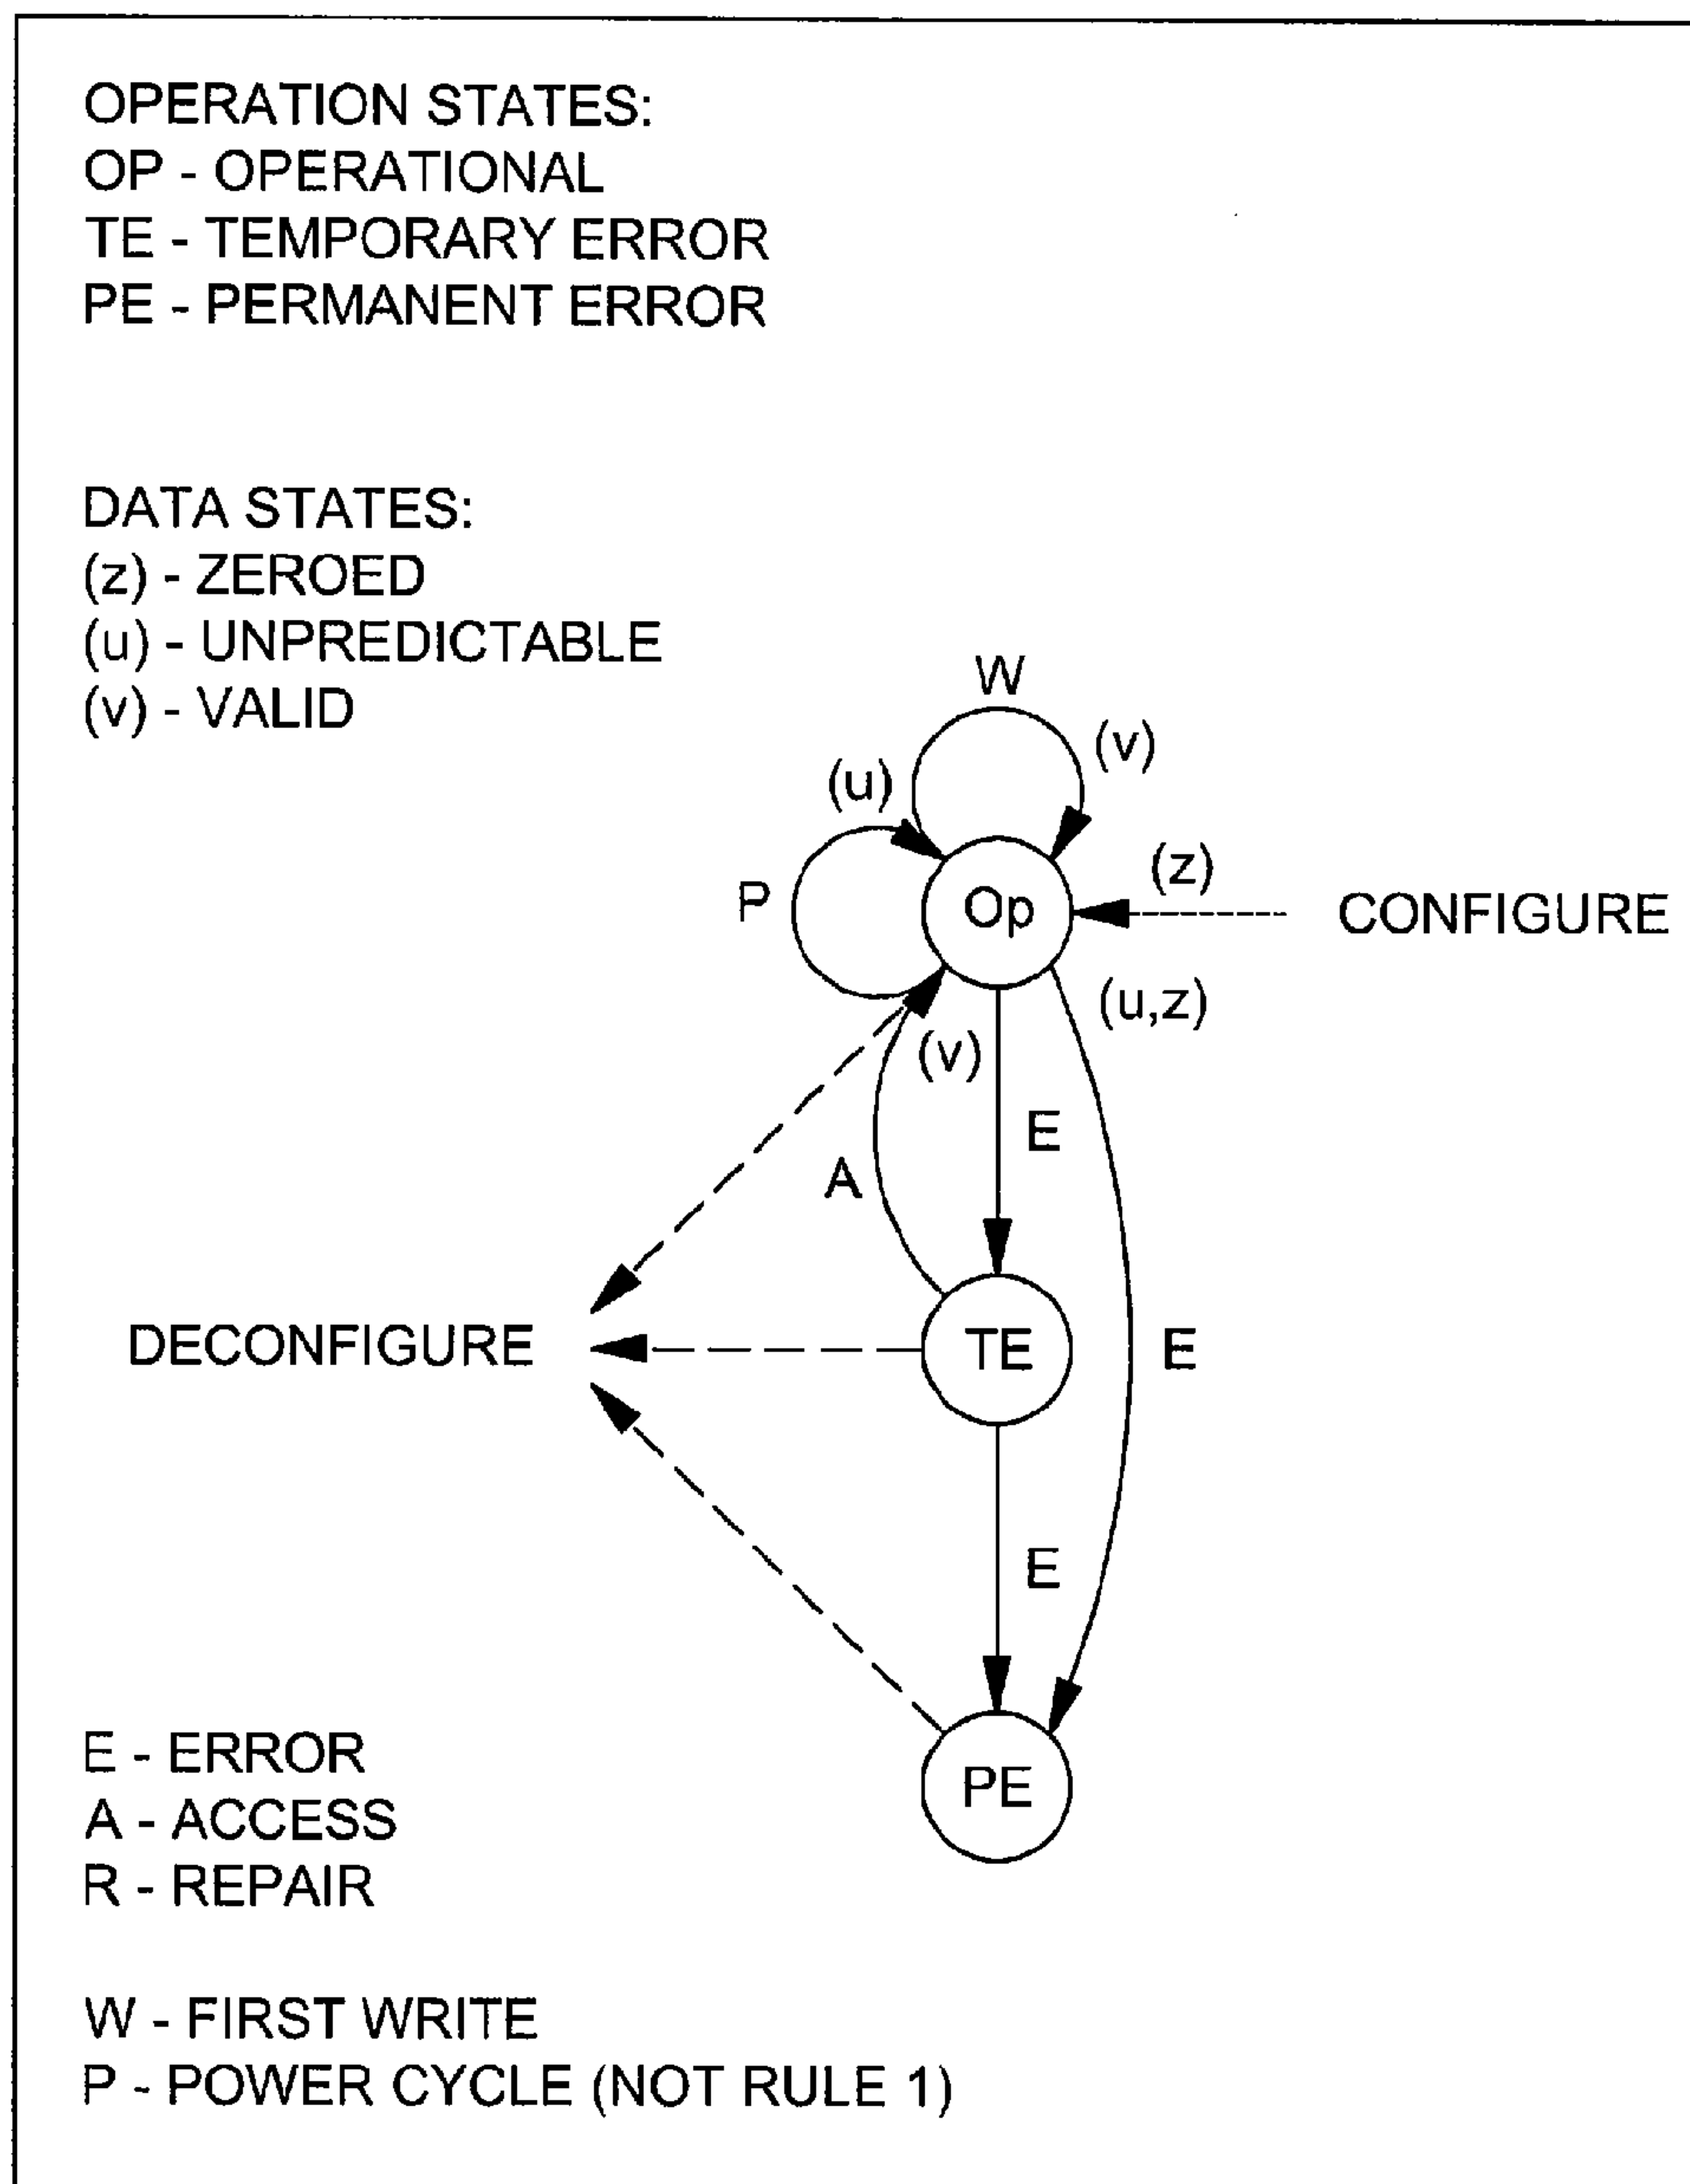 OPERATION STATES:
OP - OPERATIONAL
TE - TEMPORARY ERROR
PE - PERMANENT ERROR
DATA STATES:
(z) - ZEROED
(u) - UNPREDICTABLE
(v) - VALID
W
(v)
(u)
(z)
P
Op
CONFIGURE
(u,z)
(v)
E
A
DECONFIGURE
TE
E
E
PE
E - ERROR
A - ACCESS
R - REPAIR
W - FIRST WRITE
P - POWER CYCLE (NOT RULE 1)